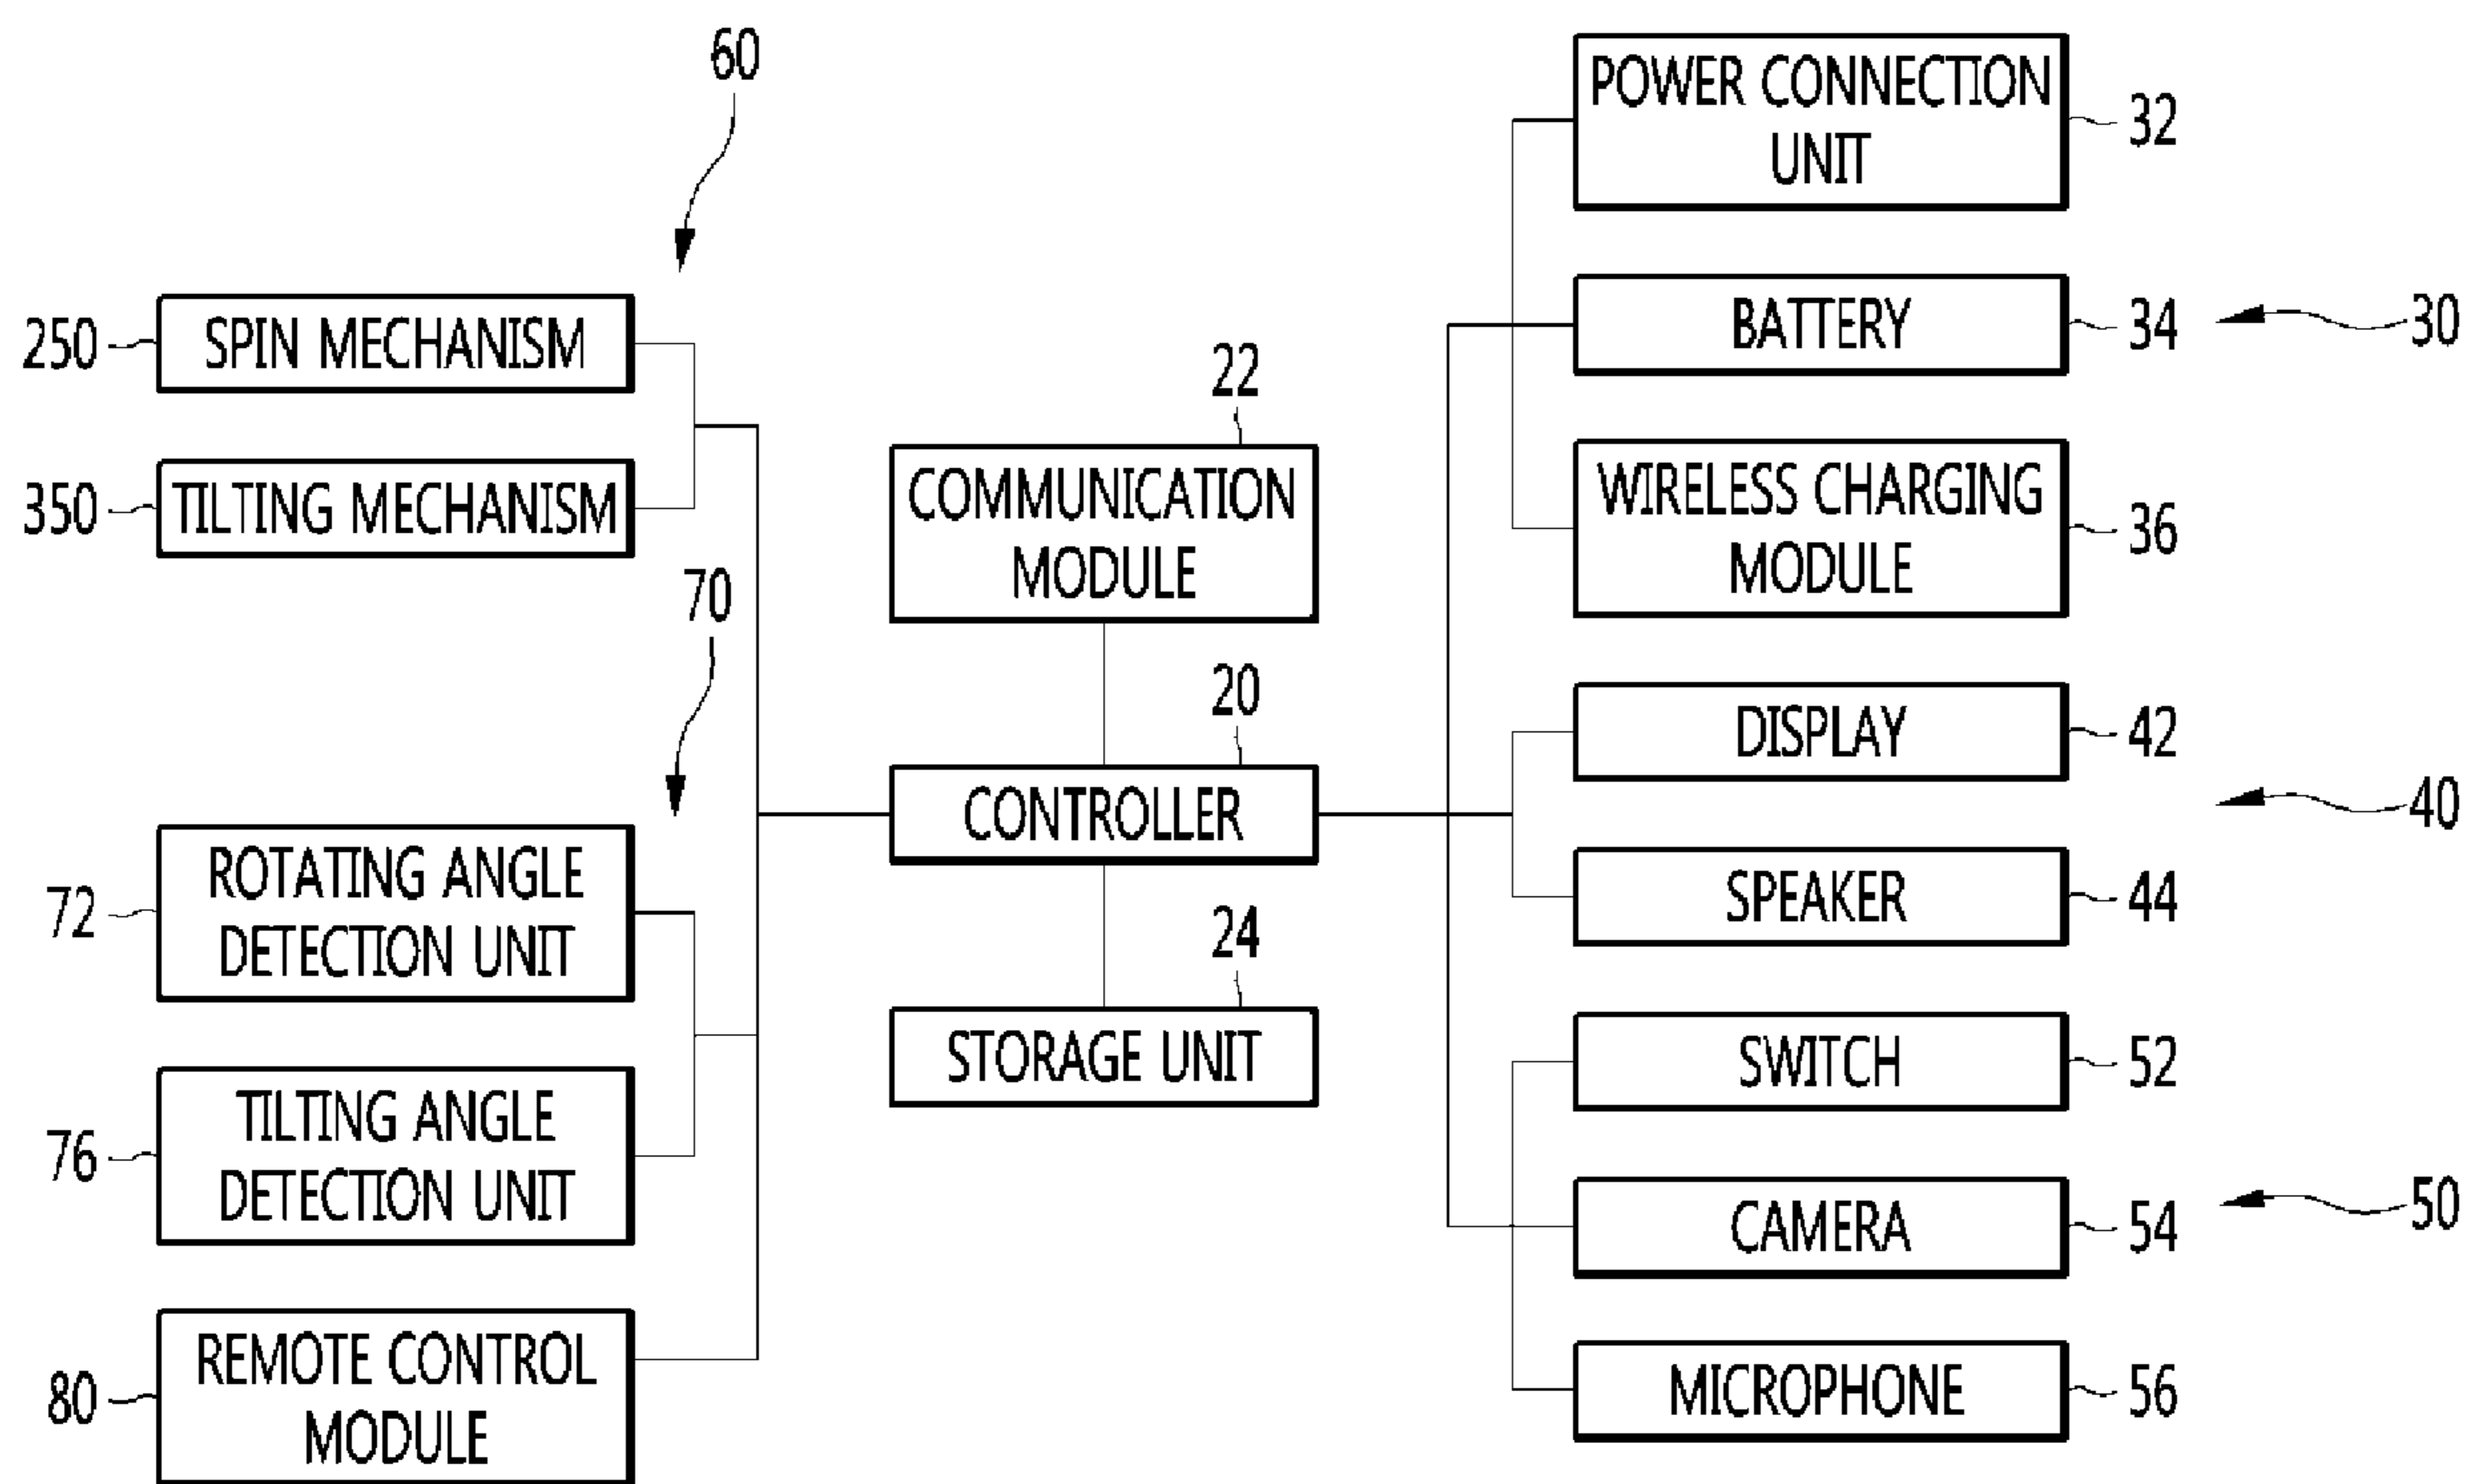 60
250
SPIN MECHANISM
350
TILTING MECHANISM
70
72
ROTATING ANGLE
DETECTION UNIT
76
TILTING ANGLE
DETECTION UNIT
80
REMOTE CONTROL
MODULE
22
COMMUNICATION
MODULE
20
CONTROLLER
24
STORAGE UNIT
POWER CONNECTION
UNIT
32
BATTERY
34
30
WIRELESS CHARGING
MODULE
36
DISPLAY
42
40
SPEAKER
44
SWITCH
52
CAMERA
54
50
MICROPHONE
56